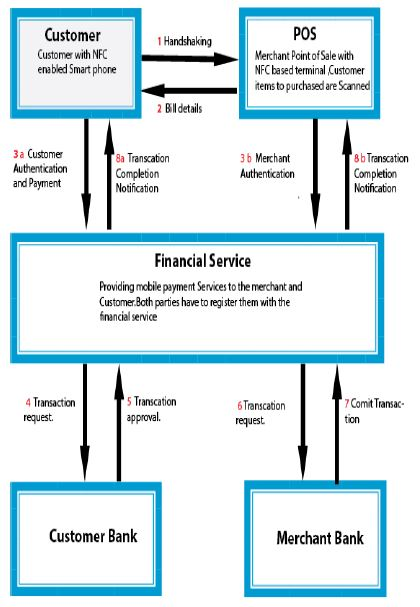 Customer
Customer with NFC
enabled Smart phone
1 Handshaking
2 Bill details
POS
Merchant Point of Sale with
NFC based terminal ,Customer
items to purchased are Scanned
3 a Customer
Authentication
and Payment
8a Transcation
Completion
Notification
3 b Merchant
Authentication
8 b Transcation
Completion
Notification
Financial Service
Providing mobile payment Services to the merchant and
Customer.Both parties have to register them with the
financial service
4 Transcation
request.
5 Transcation
approval.
6 Transcation
request.
7 Comit Transac-
tion
Customer Bank
Merchant Bank